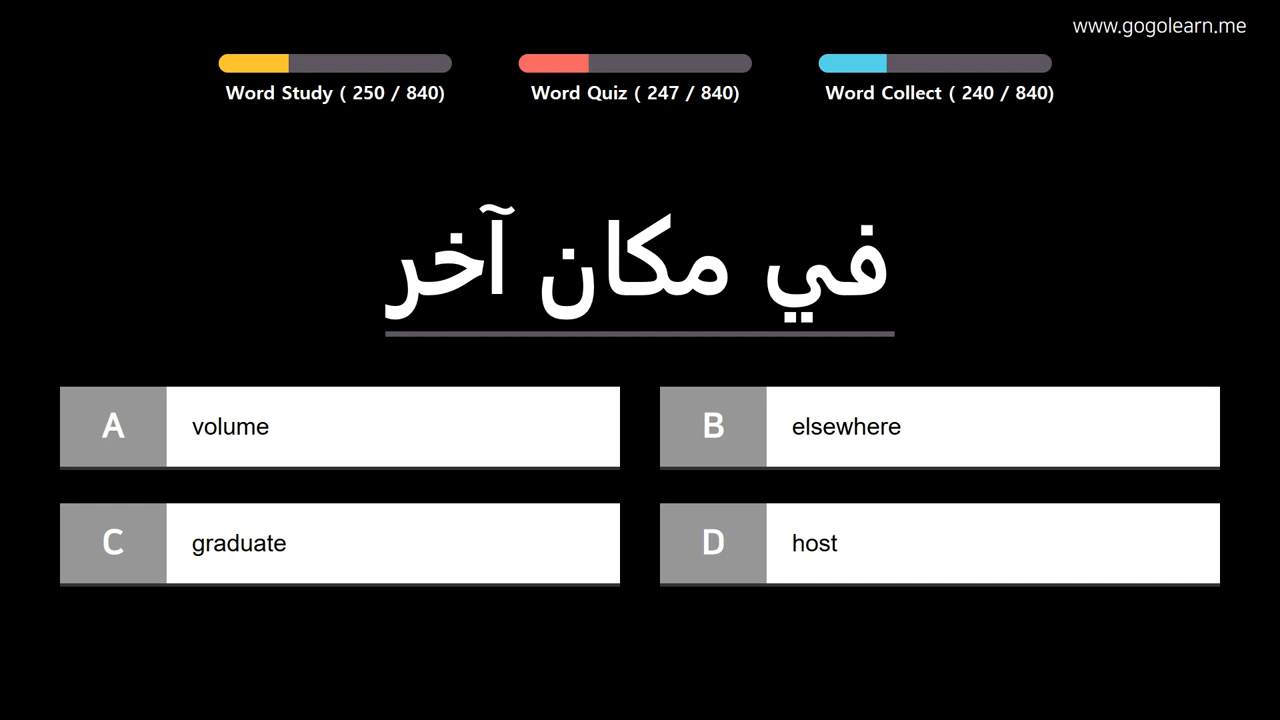 www.gogolearn.me
Word Study ( 250 / 840)
Word Quiz ( 247 / 840)
Word Collect ( 240 / 840)
في مكان آخر
A volume
B elsewhere
C graduate
D host